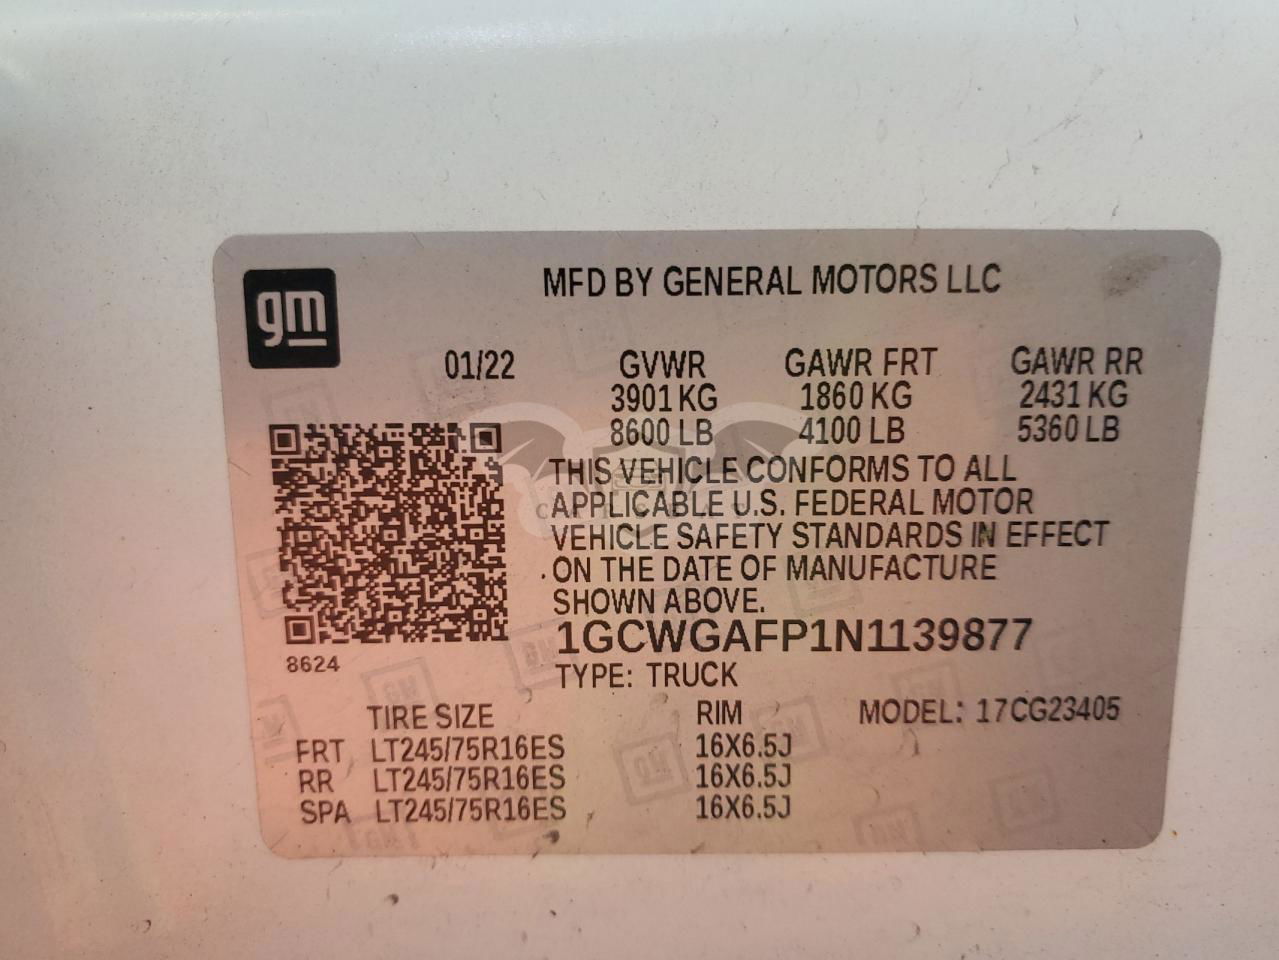 gm
MFD BY GENERAL MOTORS LLC
01/22 GVWR GAWR FRT GAWR RR
3901 KG 1860 KG 2431 KG
8600 LB 4100 LB 5360 LB
THIS VEHICLE CONFORMS TO ALL
APPLICABLE U.S. FEDERAL MOTOR
VEHICLE SAFETY STANDARDS IN EFFECT
ON THE DATE OF MANUFACTURE
SHOWN ABOVE.
1GCWGAFP1N1139877
8624
TYPE: TRUCK
TIRE SIZE RIM MODEL: 17CG23405
FRT LT245/75R16ES 16X6.5J
RR LT245/75R16ES 16X6.5J
SPA LT245/75R16ES 16X6.5J